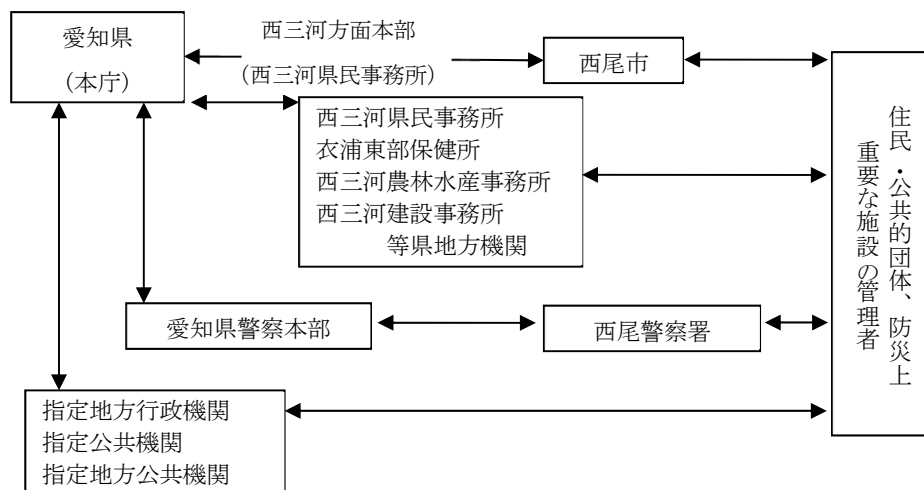 愛知県
(本庁)
西三河方面本部
(西三河県民事務所)
西尾市
西三河県民事務所
衣浦東部保健所
西三河農林水産事務所
西三河建設事務所
等県地方機関
住民・公共的団体、防災上
重要な施設の管理者
愛知県警察本部
西尾警察署
指定地方行政機関
指定公共機関
指定地方公共機関